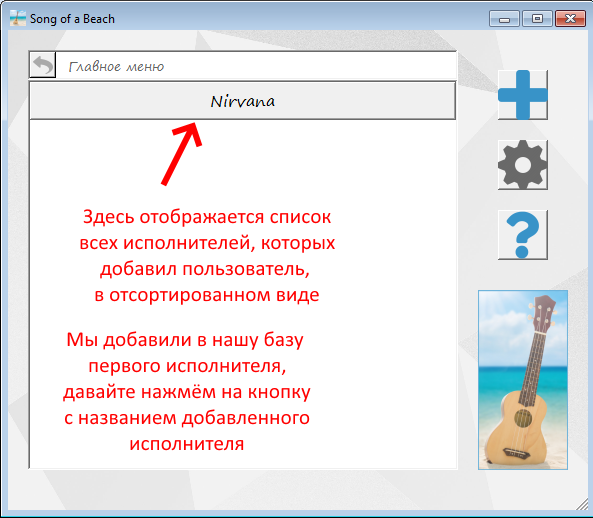 Song of a Beach
Главное меню
Nirvana
Здесь отображается список
всех исполнителей, которых
добавил пользователь,
в отсортированном виде
Мы добавили в нашу базу
первого исполнителя,
давайте нажмём на кнопку
с названием добавленного
исполнителя